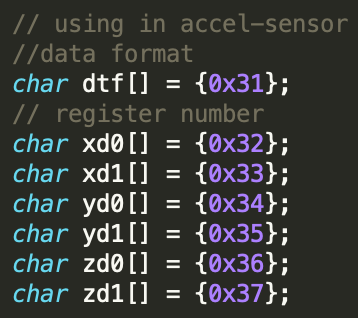 // using in accel-sensor
//data format
char dtf[] = {0x31};
// register number
char xd0[] = {0x32};
char xd1[] = {0x33};
char yd0[] = {0x34};
char yd1[] = {0x35};
char zd0[] = {0x36};
char zd1[] = {0x37};